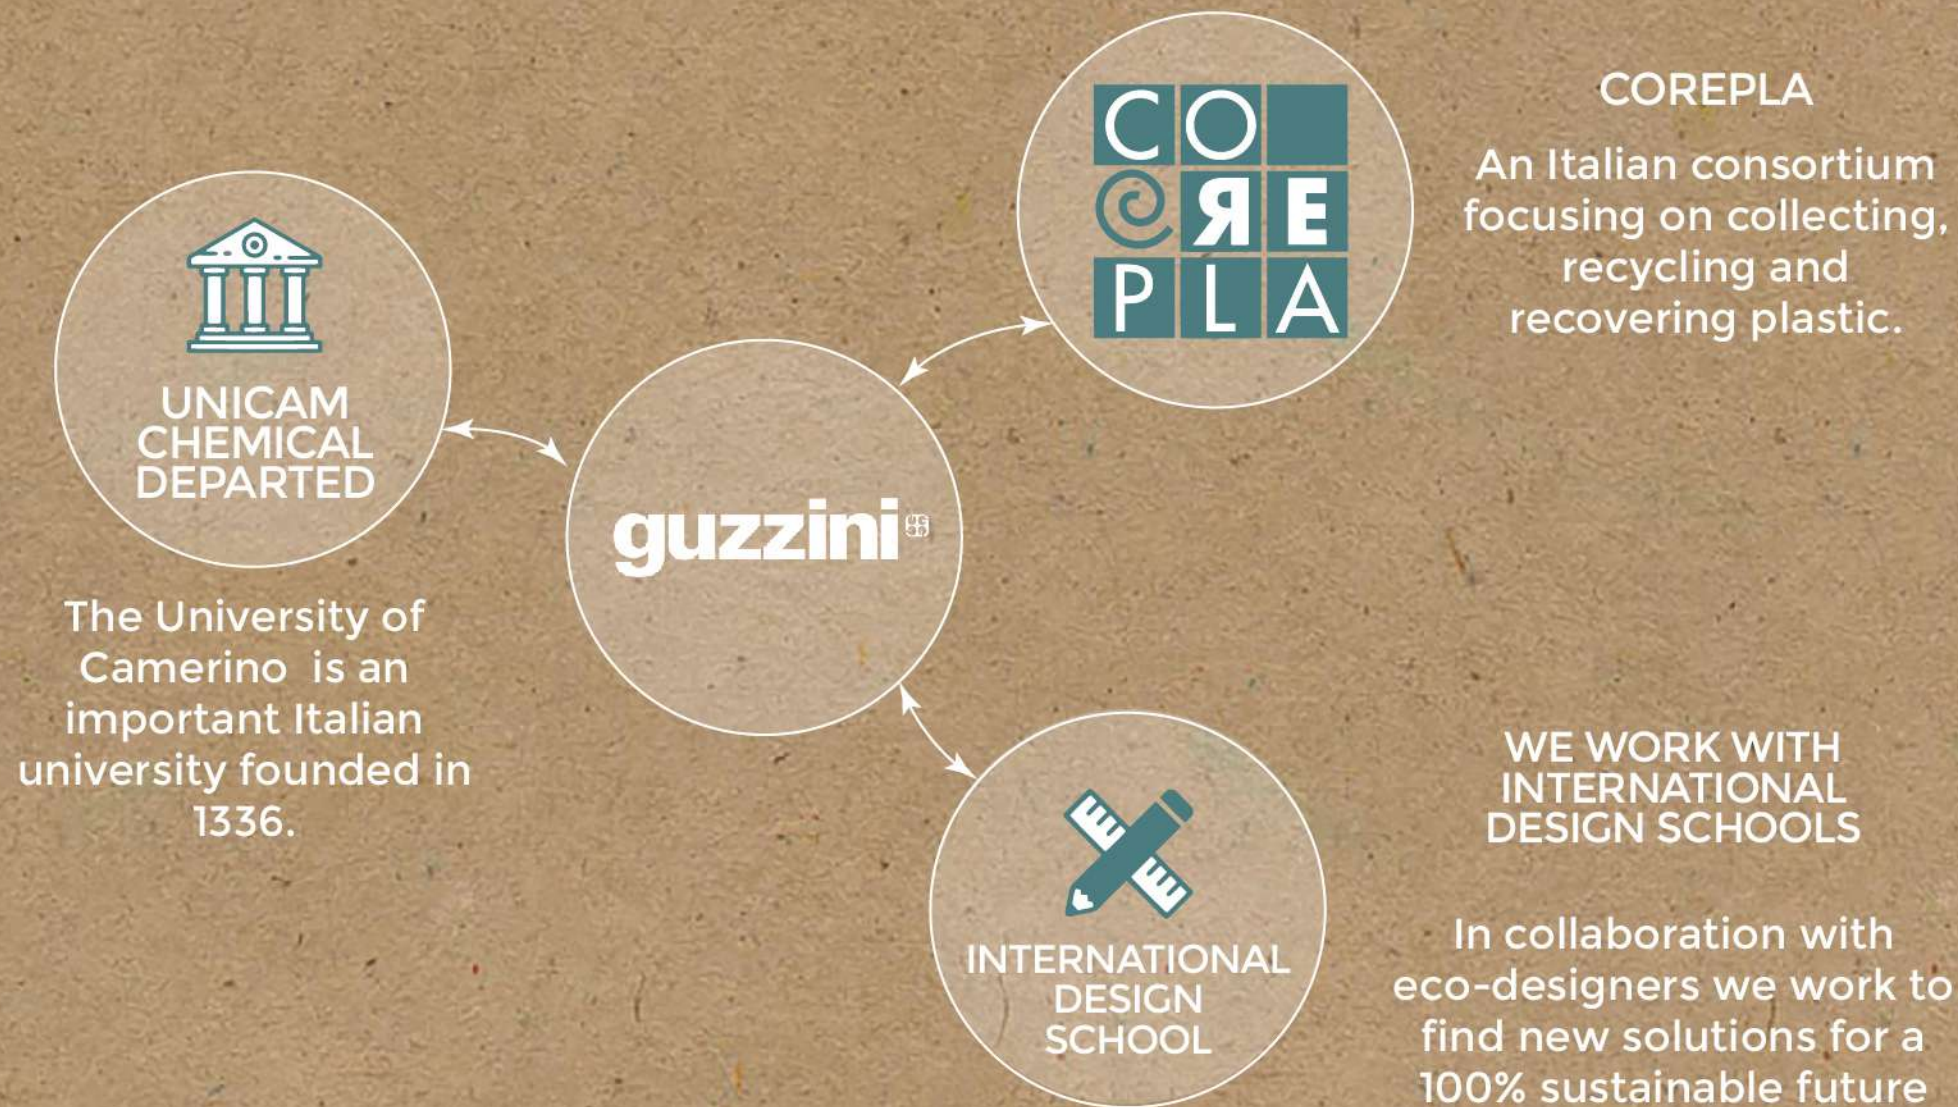 UNICAM
CHEMICAL
DEPARTED
The University of
Camerino is an
important Italian
university founded in
1336.
guzzini
CO
RE
PLA
COREPLA
An Italian consortium
focusing on collecting,
recycling and
recovering plastic.
INTERNATIONAL
DESIGN
SCHOOL
WE WORK WITH
INTERNATIONAL
DESIGN SCHOOLS
In collaboration with
eco-designers we work to
find new solutions for a
100% sustainable future